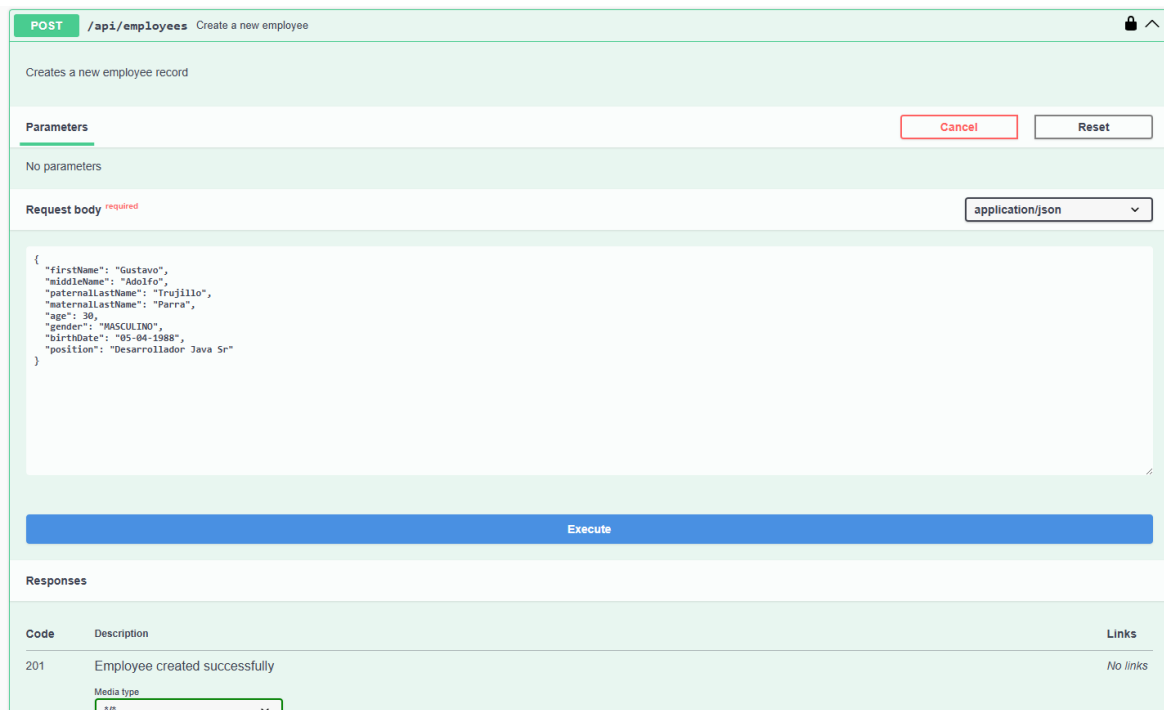 POST /api/employees Create a new employee
Creates a new employee record
Parameters Cancel Reset
No parameters
Request body required application/json
{
"firstName": "Gustavo",
"middleName": "Adolfo",
"paternalLastName": "Trujillo",
"maternalLastName": "Parra",
"age": 30,
"gender": "MASCULINO",
"birthDate": "05-04-1988",
"position": "Desarrollador Java Sr"
}
Execute
Responses
Code Description Links
201 Employee created successfully No links
Media type